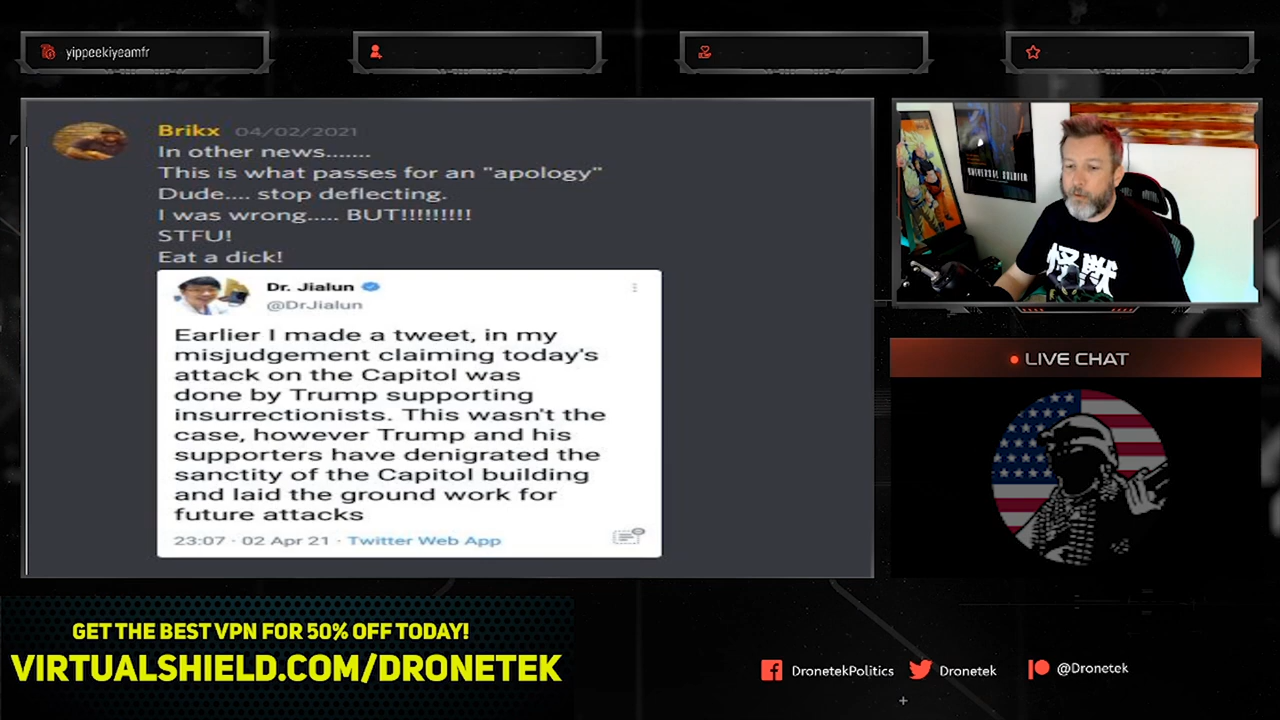 yippeekiyeamfr
Brikx 04/02/2021
In other news.......
This is what passes for an "apology"
Dude.... stop deflecting.
I was wrong..... BUT!!!!!!!!!
STFU!
Eat a dick!
Dr. Jialun
@DrJialun
Earlier I made a tweet, in my
misjudgement claiming today's
attack on the Capitol was
done by Trump supporting
insurrectionists. This wasn't the
case, however Trump and his
supporters have denigrated the
sanctity of the Capitol building
and laid the ground work for
future attacks
23:07 · 02 Apr 21 · Twitter Web App
UNIVERSAL SOLDIER
怪獣
LIVE CHAT
GET THE BEST VPN FOR 50% OFF TODAY!
VIRTUALSHIELD.COM/DRONETEK
DronetekPolitics
Dronetek
@Dronetek